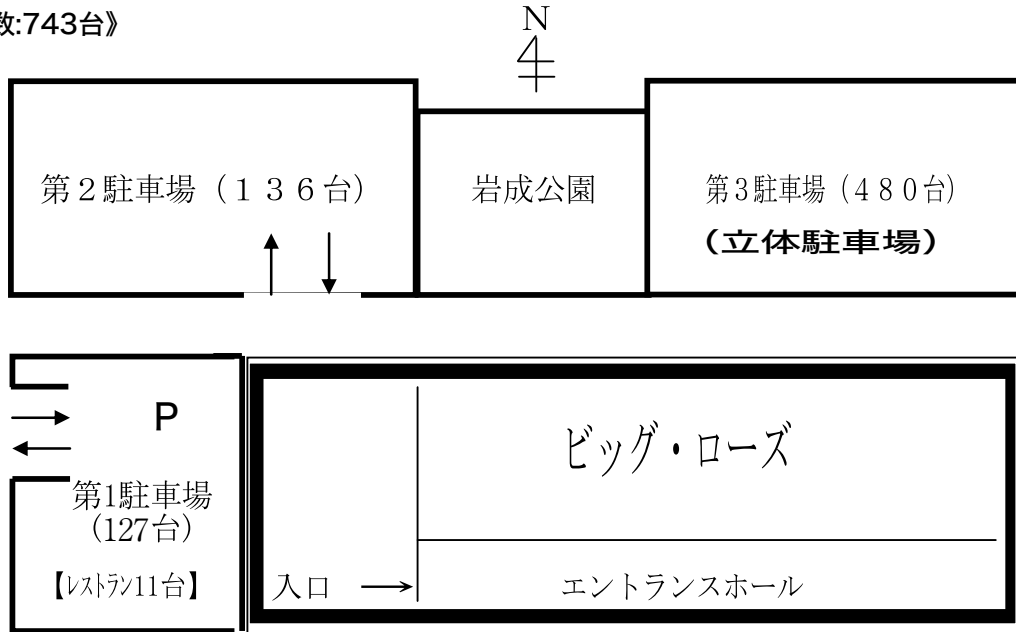 数:743台》
N
第２駐車場（１３６台）
岩成公園
第３駐車場（４８０台）
（立体駐車場）
P
第1駐車場
（127台）
【ﾚｽﾄﾗﾝ11台】
ビッグ・ローズ
入口
エントランスホール